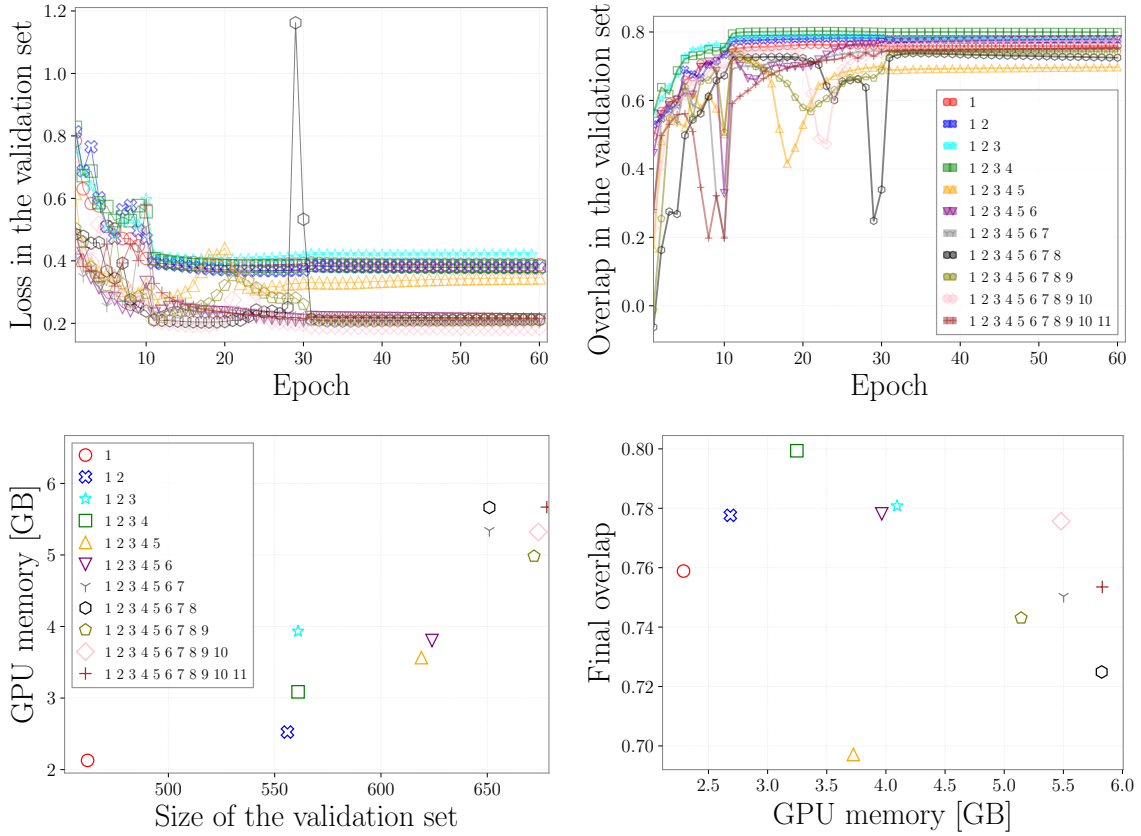 Loss in the validation set
1.2
1.0
0.8
0.6
0.4
0.2
10
20
30
40
50
60
Epoch
Overlap in the validation set
0.8
0.6
0.4
0.2
0.0
10
20
30
40
50
60
Epoch
1
1 2
1 2 3
1 2 3 4
1 2 3 4 5
1 2 3 4 5 6
1 2 3 4 5 6 7
1 2 3 4 5 6 7 8
1 2 3 4 5 6 7 8 9
1 2 3 4 5 6 7 8 9 10
1 2 3 4 5 6 7 8 9 10 11
GPU memory [GB]
6
5
4
3
2
500
550
600
650
Size of the validation set
1
1 2
1 2 3
1 2 3 4
1 2 3 4 5
1 2 3 4 5 6
1 2 3 4 5 6 7
1 2 3 4 5 6 7 8
1 2 3 4 5 6 7 8 9
1 2 3 4 5 6 7 8 9 10
1 2 3 4 5 6 7 8 9 10 11
Final overlap
0.80
0.78
0.76
0.74
0.72
0.70
2.5
3.0
3.5
4.0
4.5
5.0
5.5
6.0
GPU memory [GB]